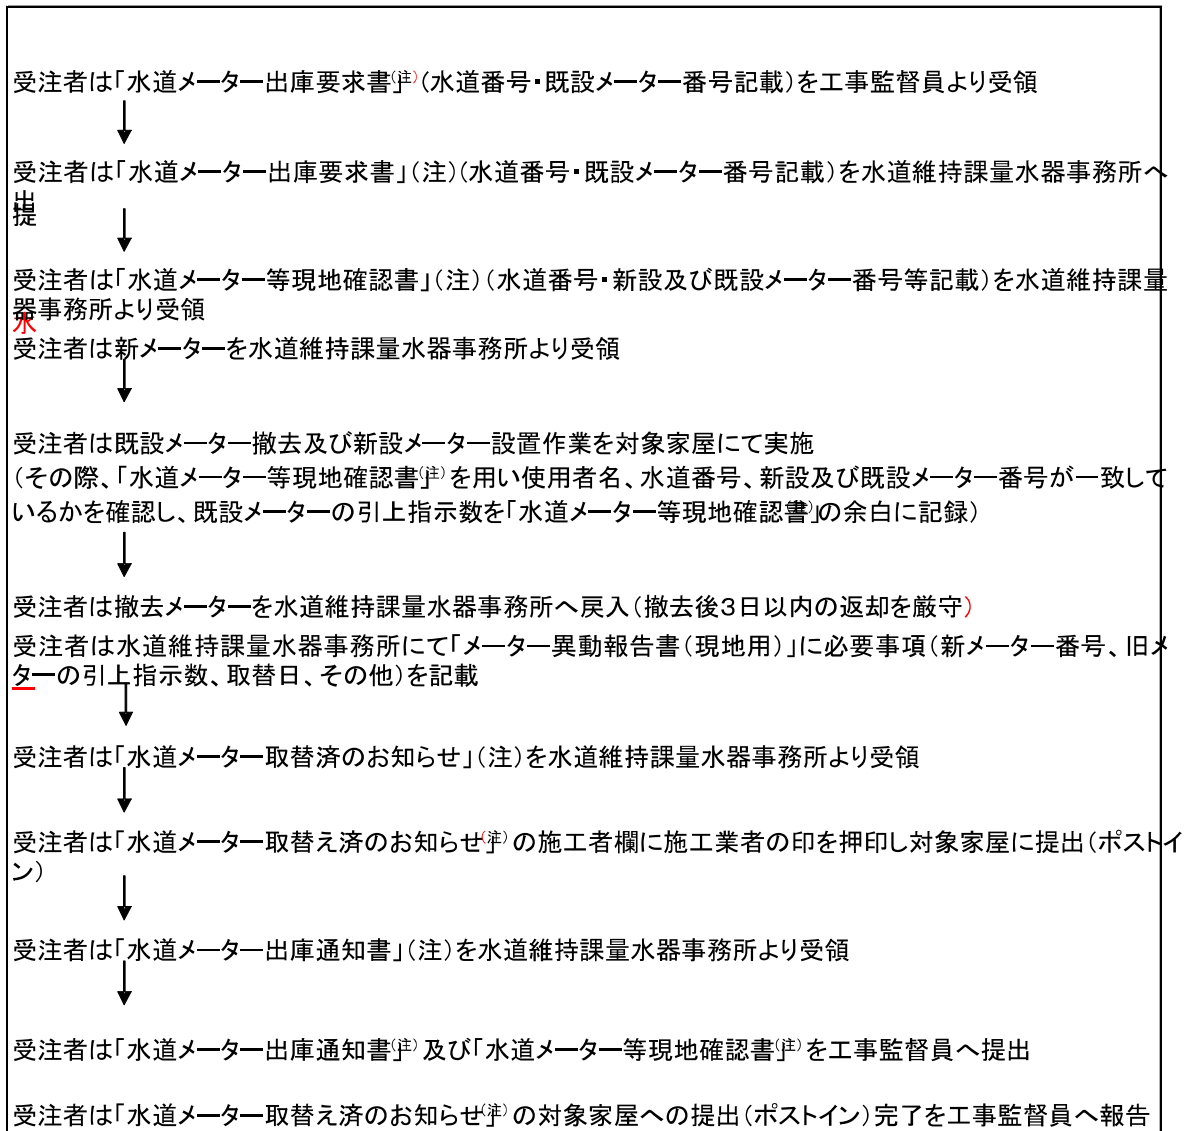 受注者は「水道メーター出庫要求書」(注)(水道番号・既設メーター番号記載)を工事監督員より受領
受注者は「水道メーター出庫要求書」(注)(水道番号・既設メーター番号記載)を水道維持課量水器事務所へ
提出
受注者は「水道メーター等現地確認書」(注)(水道番号・新設及び既設メーター番号等記載)を水道維持課量
水器事務所より受領
受注者は新メーターを水道維持課量水器事務所より受領
受注者は既設メーター撤去及び新設メーター設置作業を対象家屋にて実施
(その際、「水道メーター等現地確認書」(注)を用い使用者名、水道番号、新設及び既設メーター番号が一致して
いるかを確認し、既設メーターの引上指示数を「水道メーター等現地確認書」の余白に記録)
受注者は撤去メーターを水道維持課量水器事務所へ戻入(撤去後3日以内の返却を厳守)
受注者は水道維持課量水器事務所にて「メーター異動報告書(現地用)」に必要事項(新メーター番号、旧メ
ーターの引上指示数、取替日、その他)を記載
受注者は「水道メーター取替済のお知らせ」(注)を水道維持課量水器事務所より受領
受注者は「水道メーター取替え済のお知らせ」(注)の施工者欄に施工業者の印を押印し対象家屋に提出(ポストイ
ン)
受注者は「水道メーター出庫通知書」(注)を水道維持課量水器事務所より受領
受注者は「水道メーター出庫通知書」(注)及び「水道メーター等現地確認書」(注)を工事監督員へ提出
受注者は「水道メーター取替え済のお知らせ」(注)の対象家屋への提出(ポストイン)完了を工事監督員へ報告